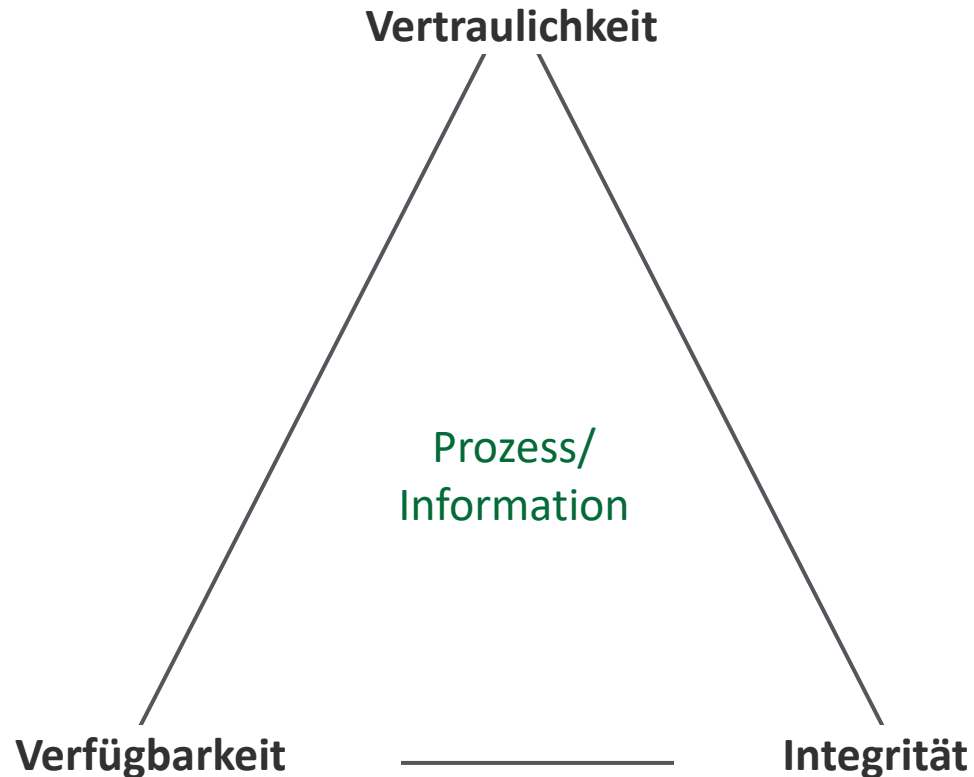 Vertraulichkeit
Prozess/
Information
Verfügbarkeit
Integrität